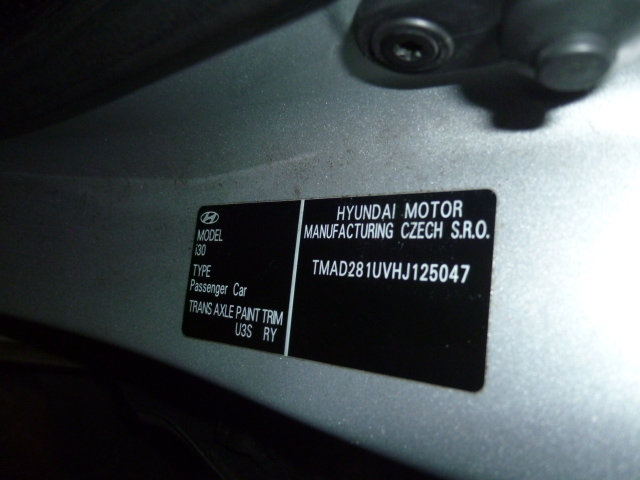 MODEL
i30
TYPE
Passenger Car
TRANS AXLE PAINT TRIM
U3S RY
HYUNDAI MOTOR
MANUFACTURING CZECH S.R.O.
TMAD281UVHJ125047